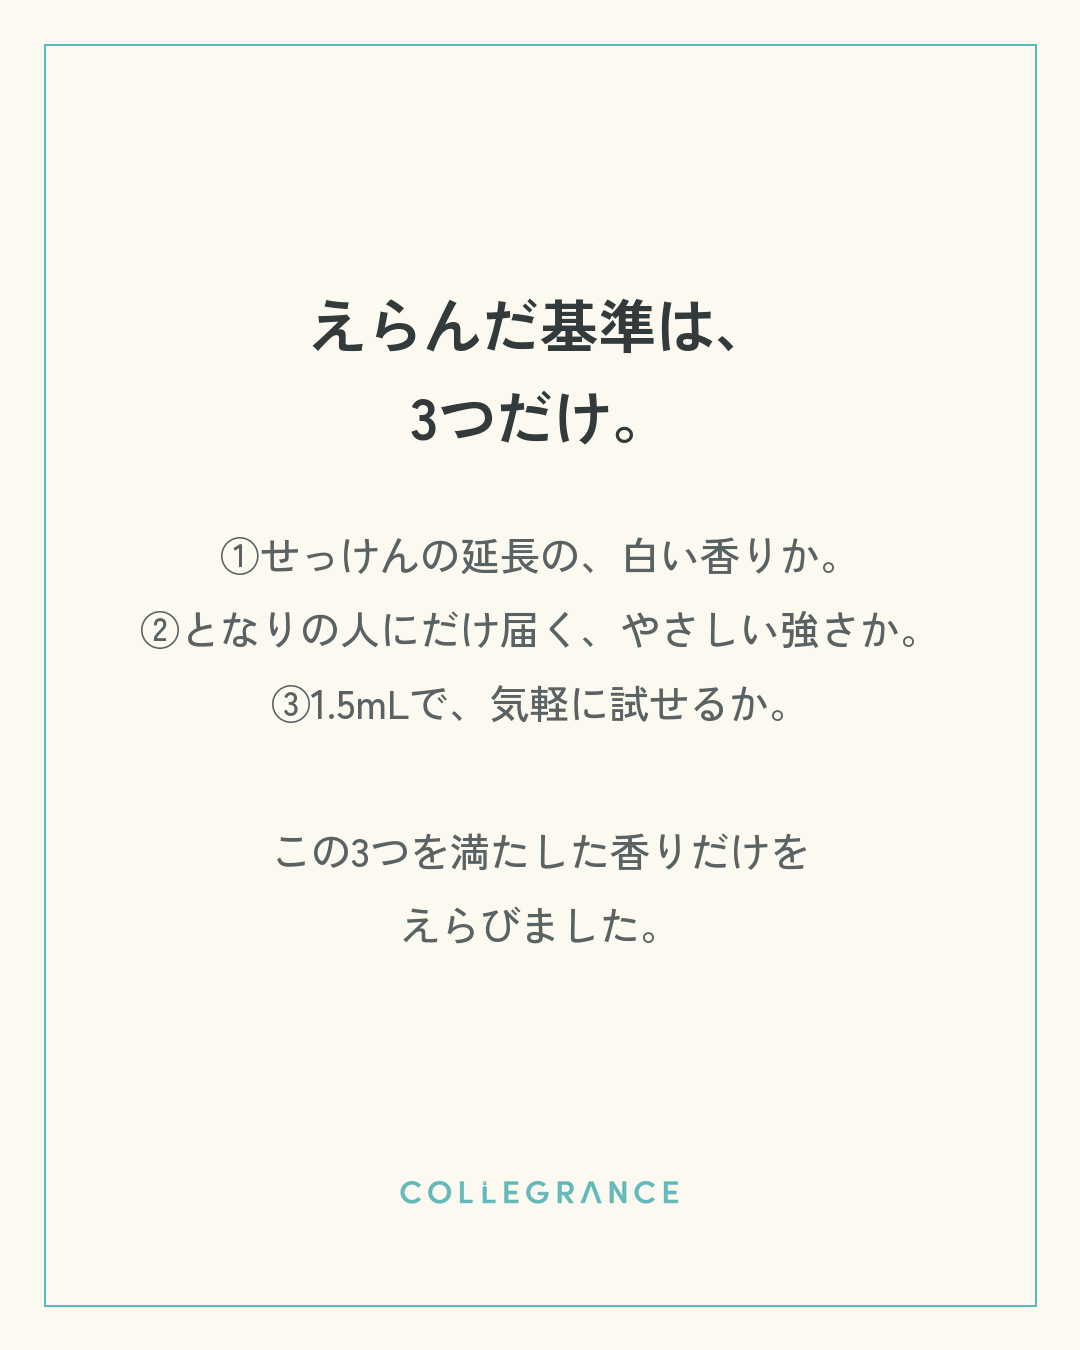 えらんだ基準は、
3つだけ。
①せっけんの延長の、白い香りか。
②となりの人にだけ届く、やさしい強さか。
③1.5mLで、気軽に試せるか。
この3つを満たした香りだけを
えらびました。
COLLEGRANCE